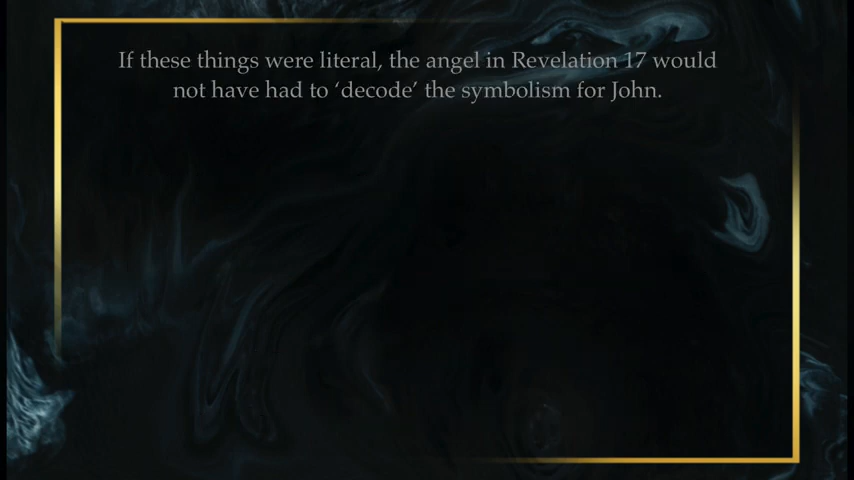 If these things were literal, the angel in Revelation 17 would
not have had to ‘decode’ the symbolism for John.